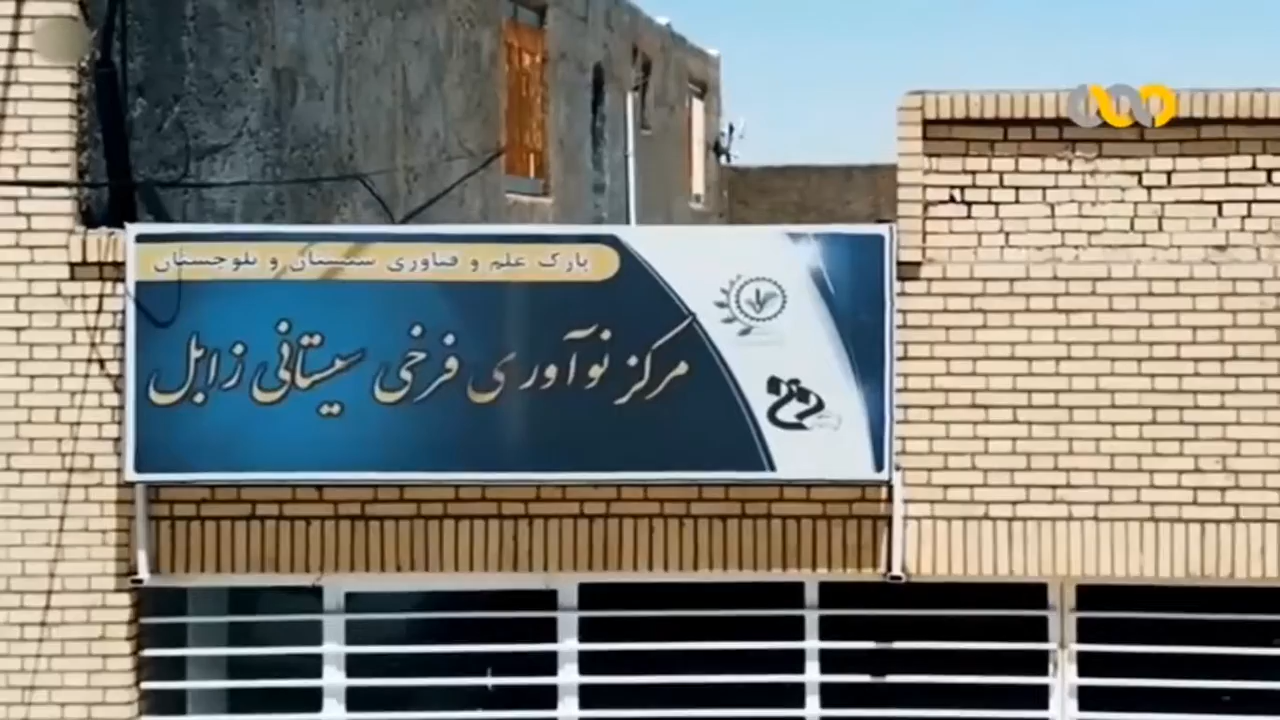 پارک علم و فناوری سیستان و بلوچستان
مرکز نوآوری فرخی سیستانی زابل